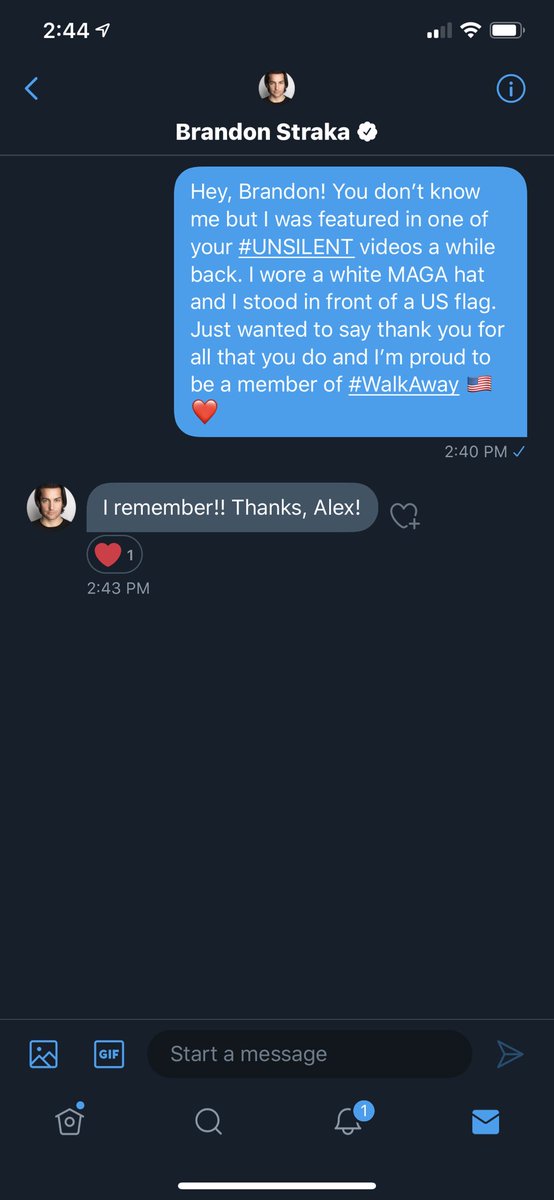 2:44
Brandon Straka
Hey, Brandon! You don’t know
me but I was featured in one of
your #UNSILENT videos a while
back. I wore a white MAGA hat
and I stood in front of a US flag.
Just wanted to say thank you for
all that you do and I’m proud to
be a member of #WalkAway 🇺🇸
❤️
2:40 PM ✓
I remember!! Thanks, Alex!
❤️ 1
2:43 PM
GIF
Start a message
1